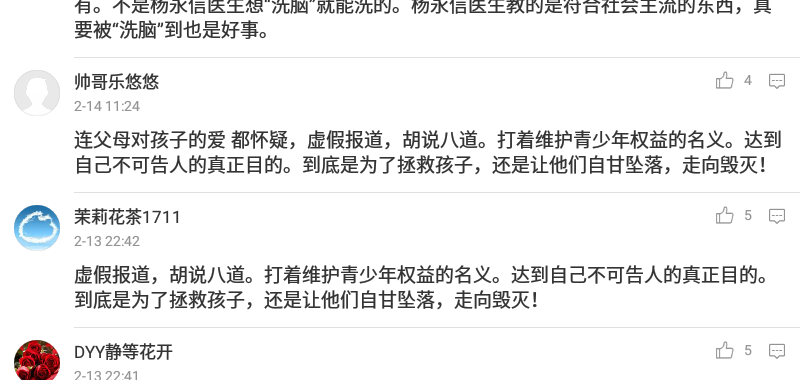 有。不是杨永信医生想“洗脑”就能洗的。杨永信医生教的是符合社会主流的东西，真
要被“洗脑”到也是好事。
帅哥乐悠悠
4
2-14 11:24
连父母对孩子的爱 都怀疑，虚假报道，胡说八道。打着维护青少年权益的名义。达到
自己不可告人的真正目的。到底是为了拯救孩子，还是让他们自甘坠落，走向毁灭！
茉莉花茶1711
5
2-13 22:42
虚假报道，胡说八道。打着维护青少年权益的名义。达到自己不可告人的真正目的。
到底是为了拯救孩子，还是让他们自甘坠落，走向毁灭！
DYY静等花开
5
2-13 22:41